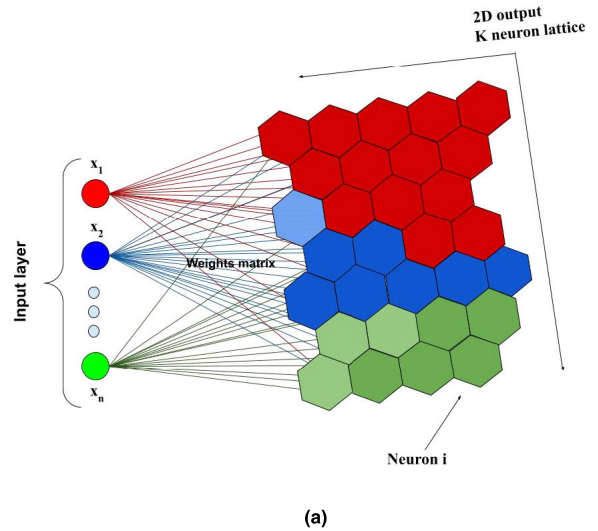 2D output
K neuron lattice
x1
x2
Input layer
Weights matrix
xn
Neuron i
(a)